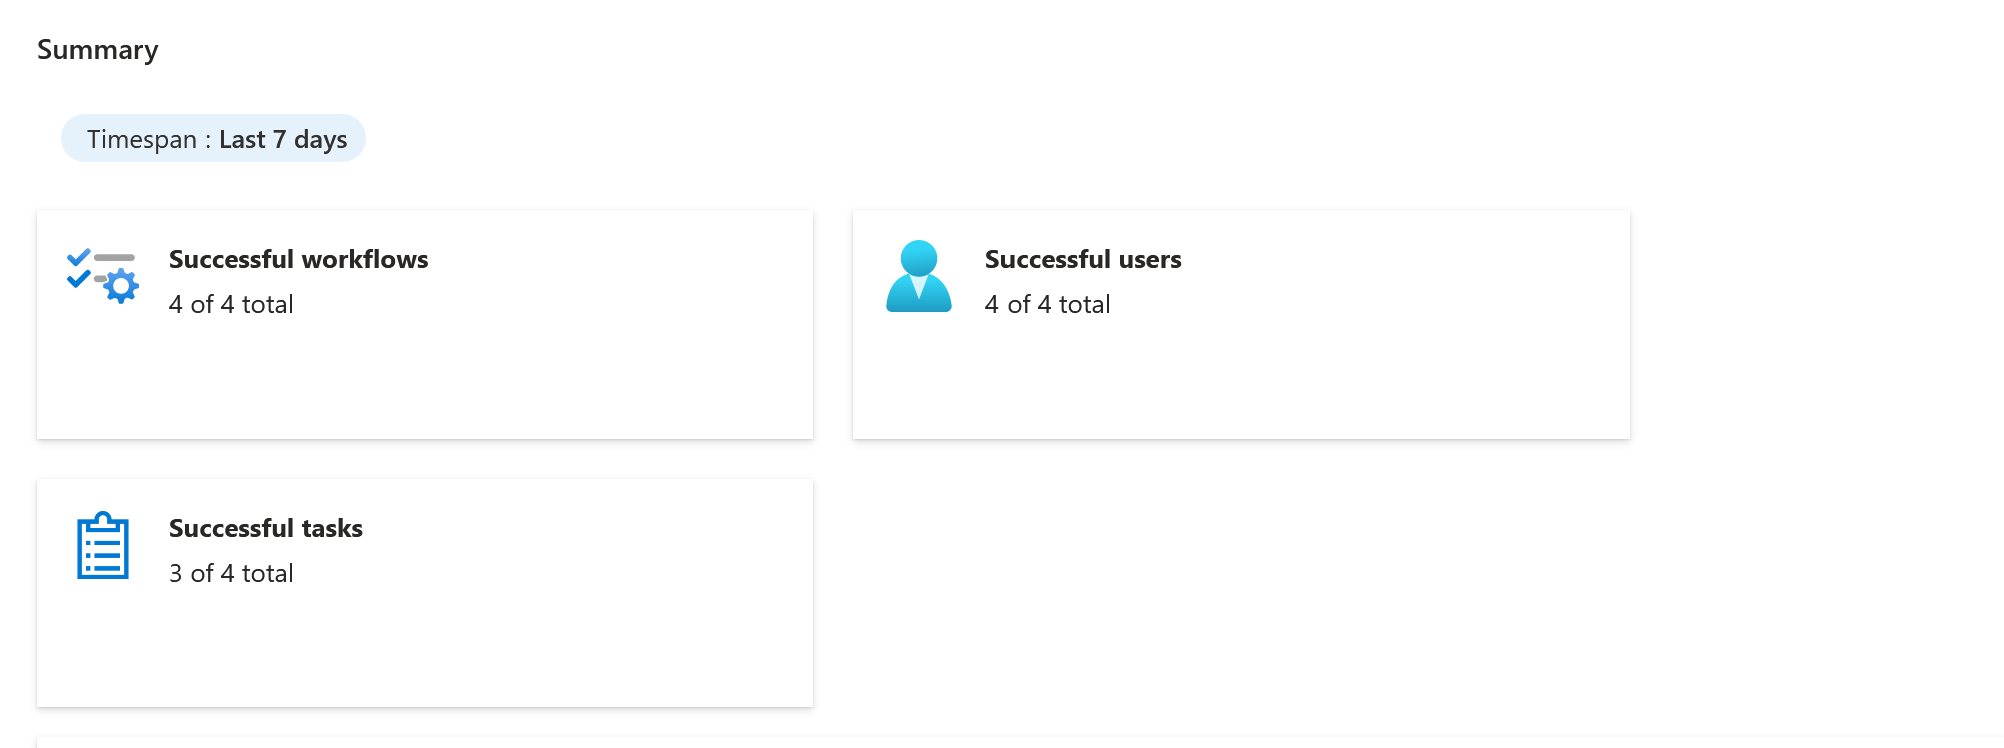 Summary
Timespan : Last 7 days
Successful workflows
4 of 4 total
Successful users
4 of 4 total
Successful tasks
3 of 4 total